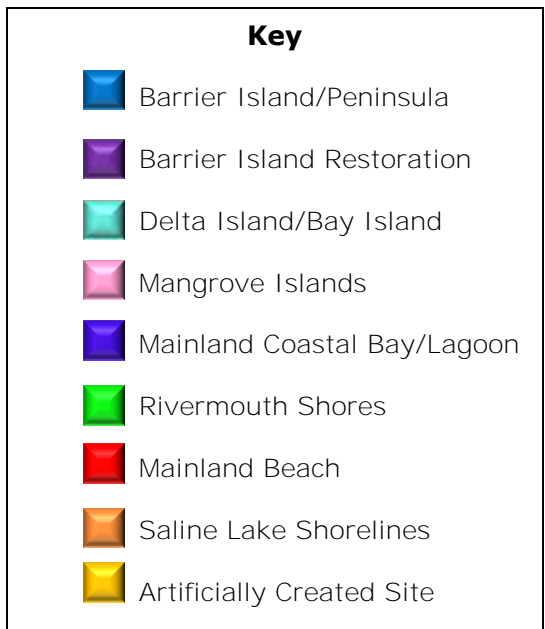 Key
Barrier Island/Peninsula
Barrier Island Restoration
Delta Island/Bay Island
Mangrove Islands
Mainland Coastal Bay/Lagoon
Rivermouth Shores
Mainland Beach
Saline Lake Shorelines
Artificially Created Site